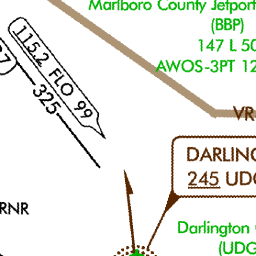 Marlboro County Jetport
(BBP)
147 L 50
AWOS-3PT 12
115.2 FLO 99
325
VR
DARLING
245 UDG
RNR
Darlington
(UDG